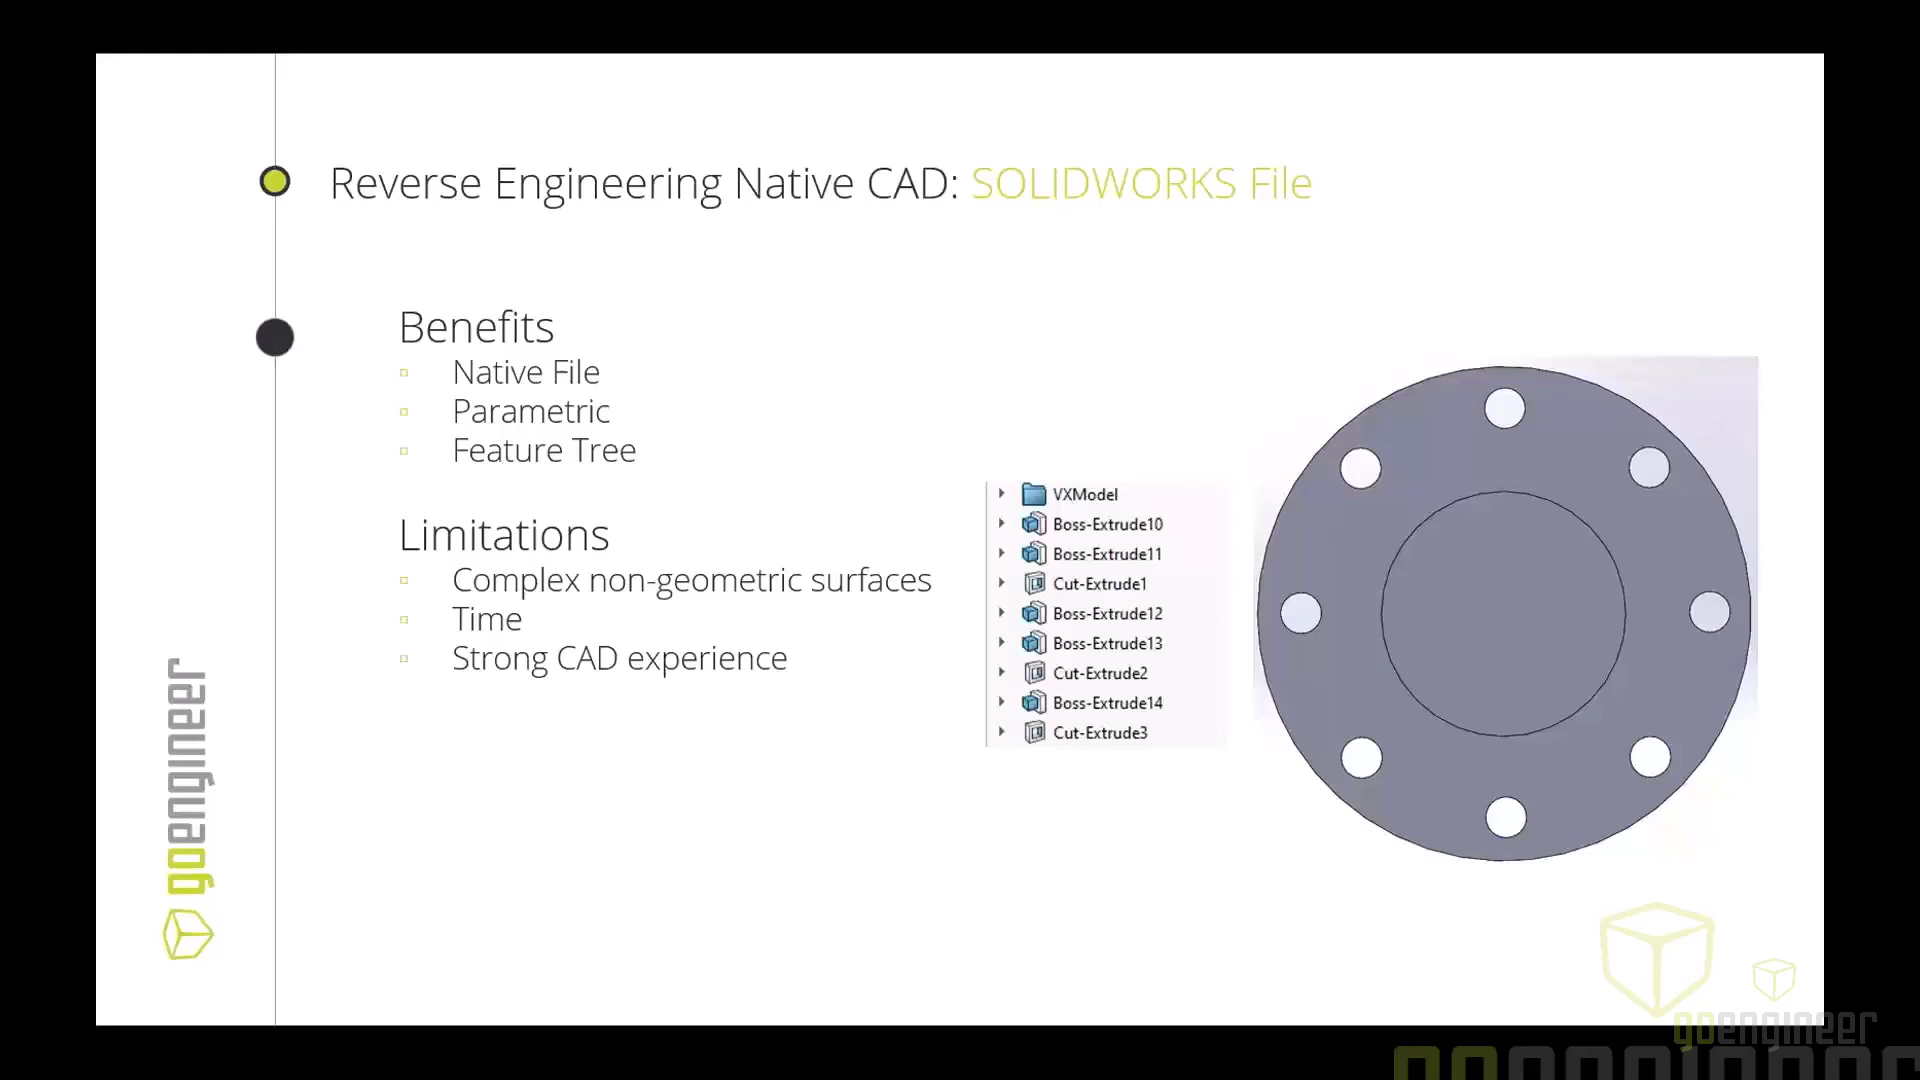 Reverse Engineering Native CAD: SOLIDWORKS File
Benefits
Native File
Parametric
Feature Tree
Limitations
Complex non-geometric surfaces
Time
Strong CAD experience
VXModel
Boss-Extrude10
Boss-Extrude11
Cut-Extrude1
Boss-Extrude12
Boss-Extrude13
Cut-Extrude2
Boss-Extrude14
Cut-Extrude3
goengineer
goengineer
goengineer